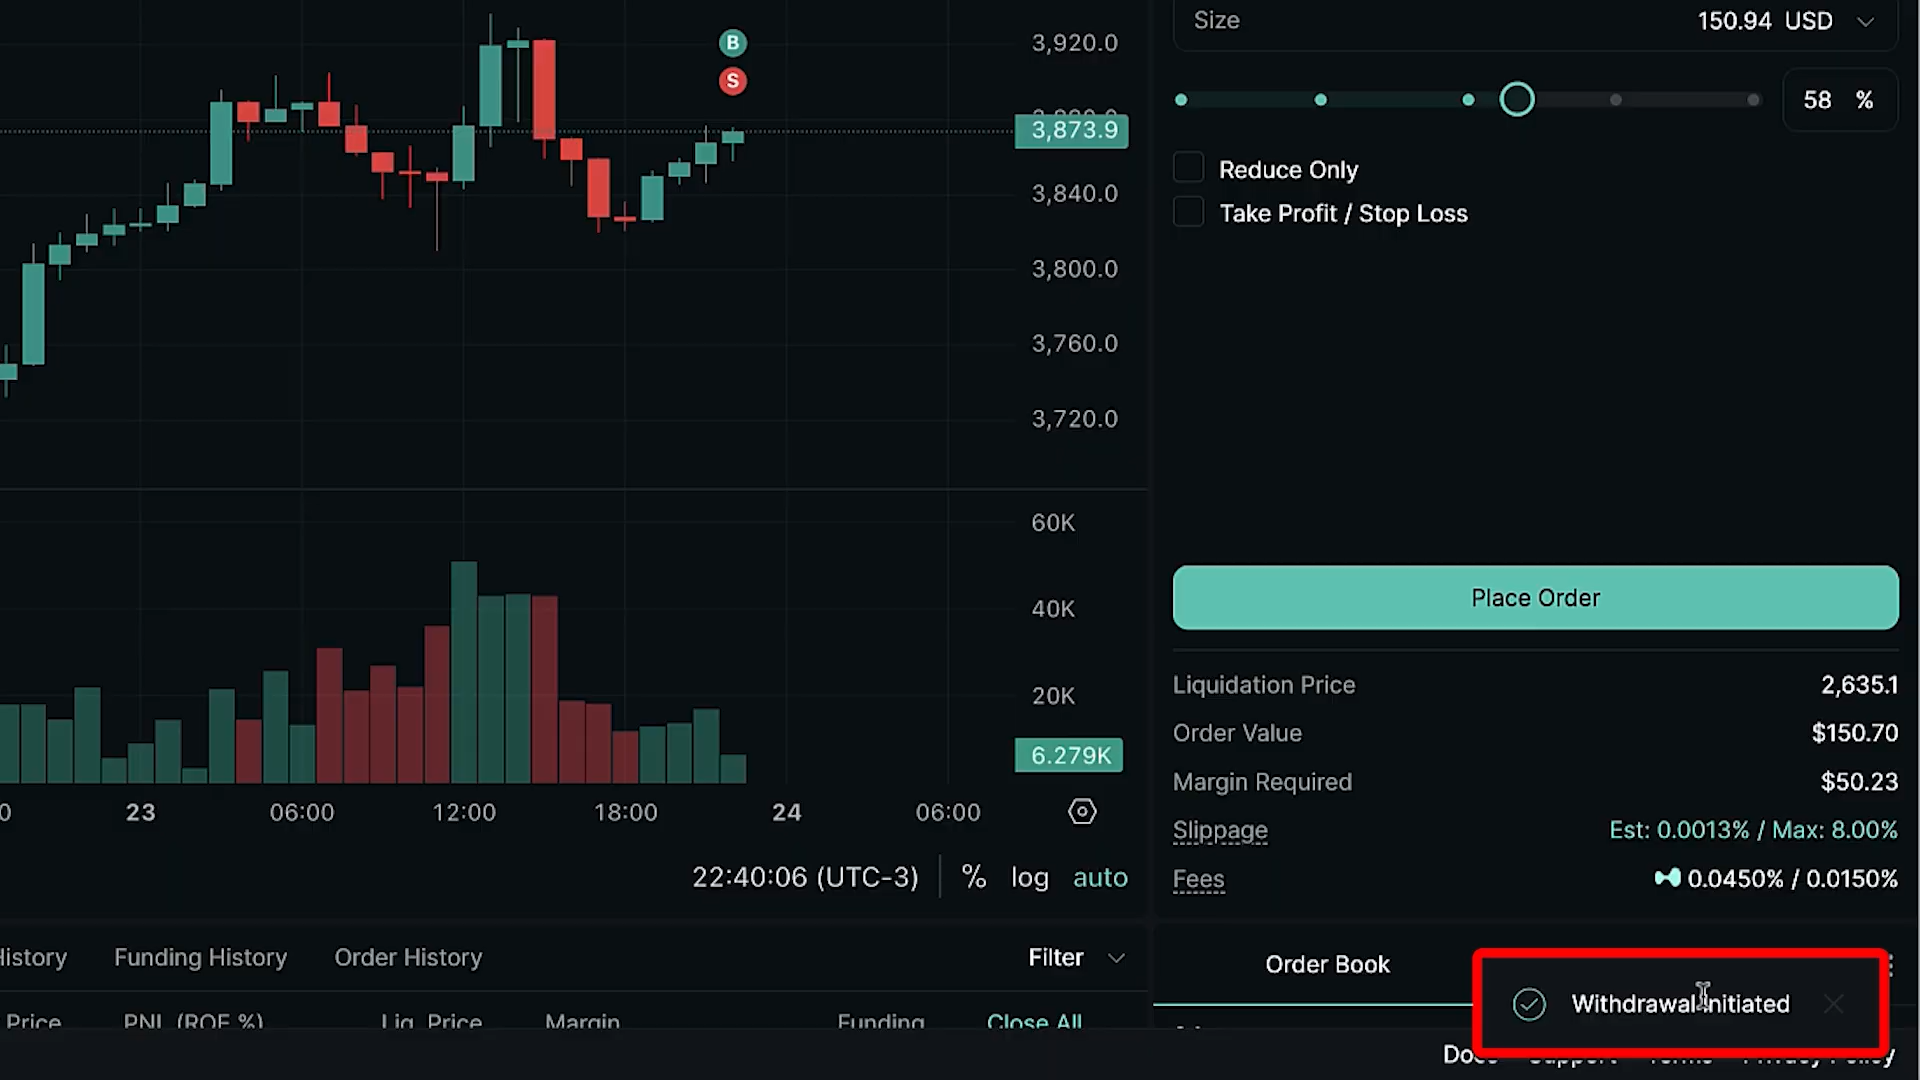 Size 150.94 USD
3,920.0
B
S
58 %
3,873.9
Reduce Only
3,840.0
Take Profit / Stop Loss
3,800.0
3,760.0
3,720.0
60K
40K
Place Order
20K
Liquidation Price 2,635.1
Order Value $150.70
6.279K
Margin Required $50.23
23 06:00 12:00 18:00 24 06:00
Slippage Est: 0.0013% / Max: 8.00%
22:40:06 (UTC-3) % log auto
Fees 0.0450% / 0.0150%
Funding History Order History Filter
Order Book
Withdrawal Initiated
Price PNL (ROE %) Liq. Price Margin Funding Close All
Docs Support Terms Privacy Policy